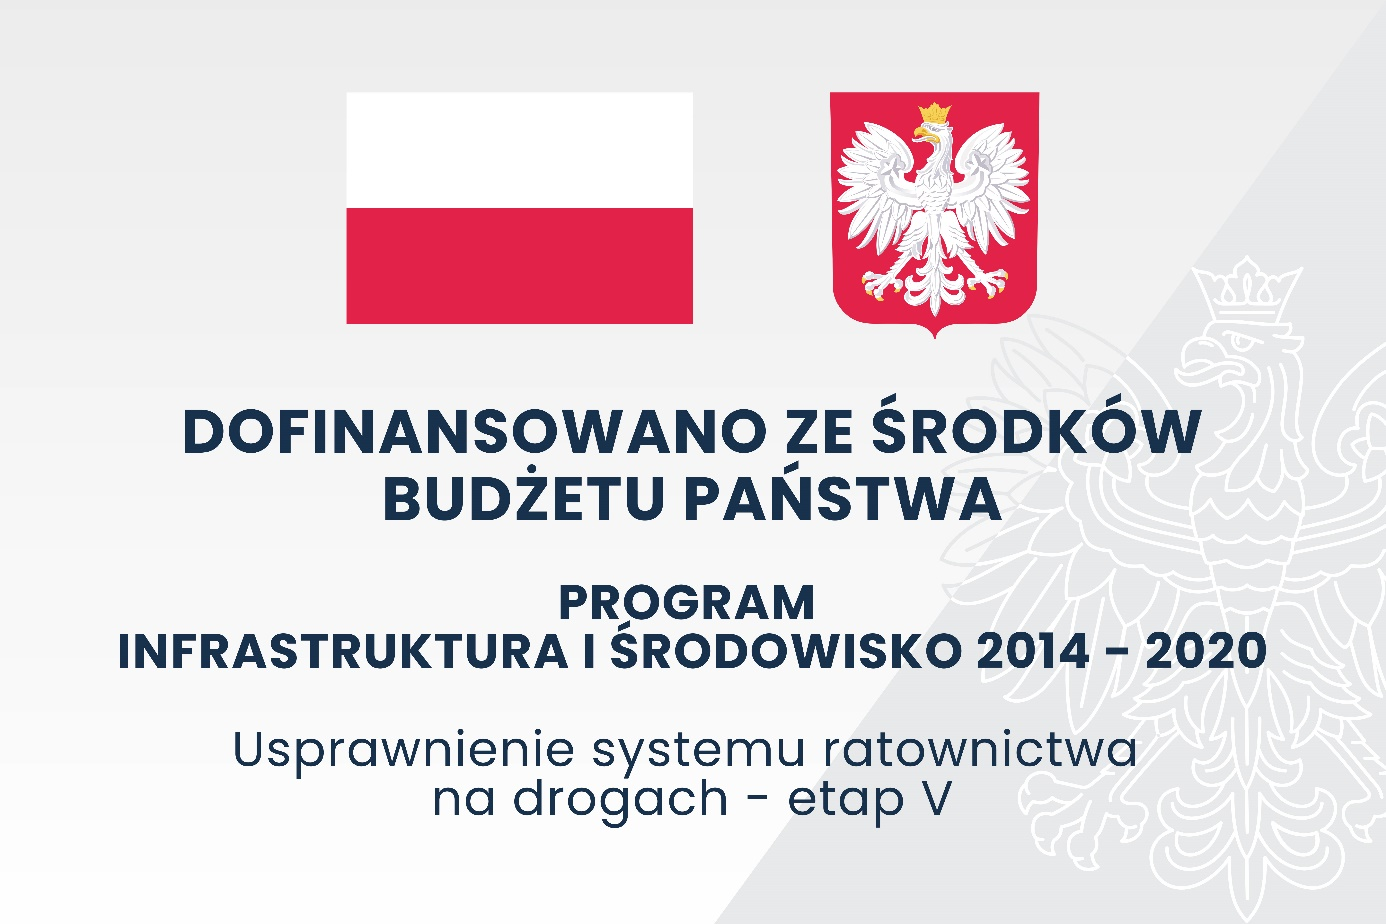 DOFINANSOWANO ZE ŚRODKÓW
BUDŻETU PAŃSTWA
PROGRAM
INFRASTRUKTURA I ŚRODOWISKO 2014 - 2020
Usprawnienie systemu ratownictwa
na drogach - etap V